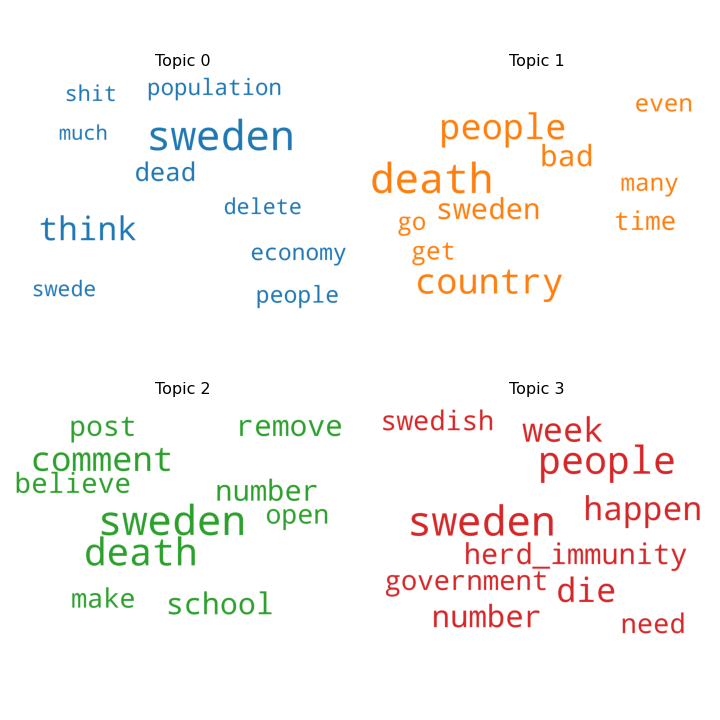 Topic 0
shit
population
much
sweden
dead
delete
think
economy
swede
people
Topic 1
even
people
bad
death
many
sweden
go
time
get
country
Topic 2
post
remove
comment
believe
number
sweden
open
death
make
school
Topic 3
swedish
week
people
happen
sweden
herd_immunity
government
die
number
need